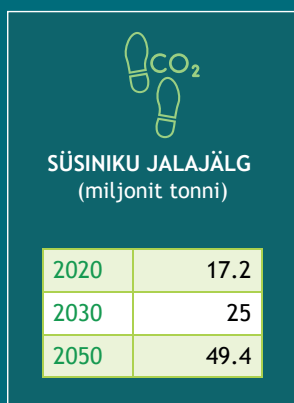 CO₂
SÜSINIKU JALAJÄLG
(miljonit tonni)
2020 17.2
2030 25
2050 49.4